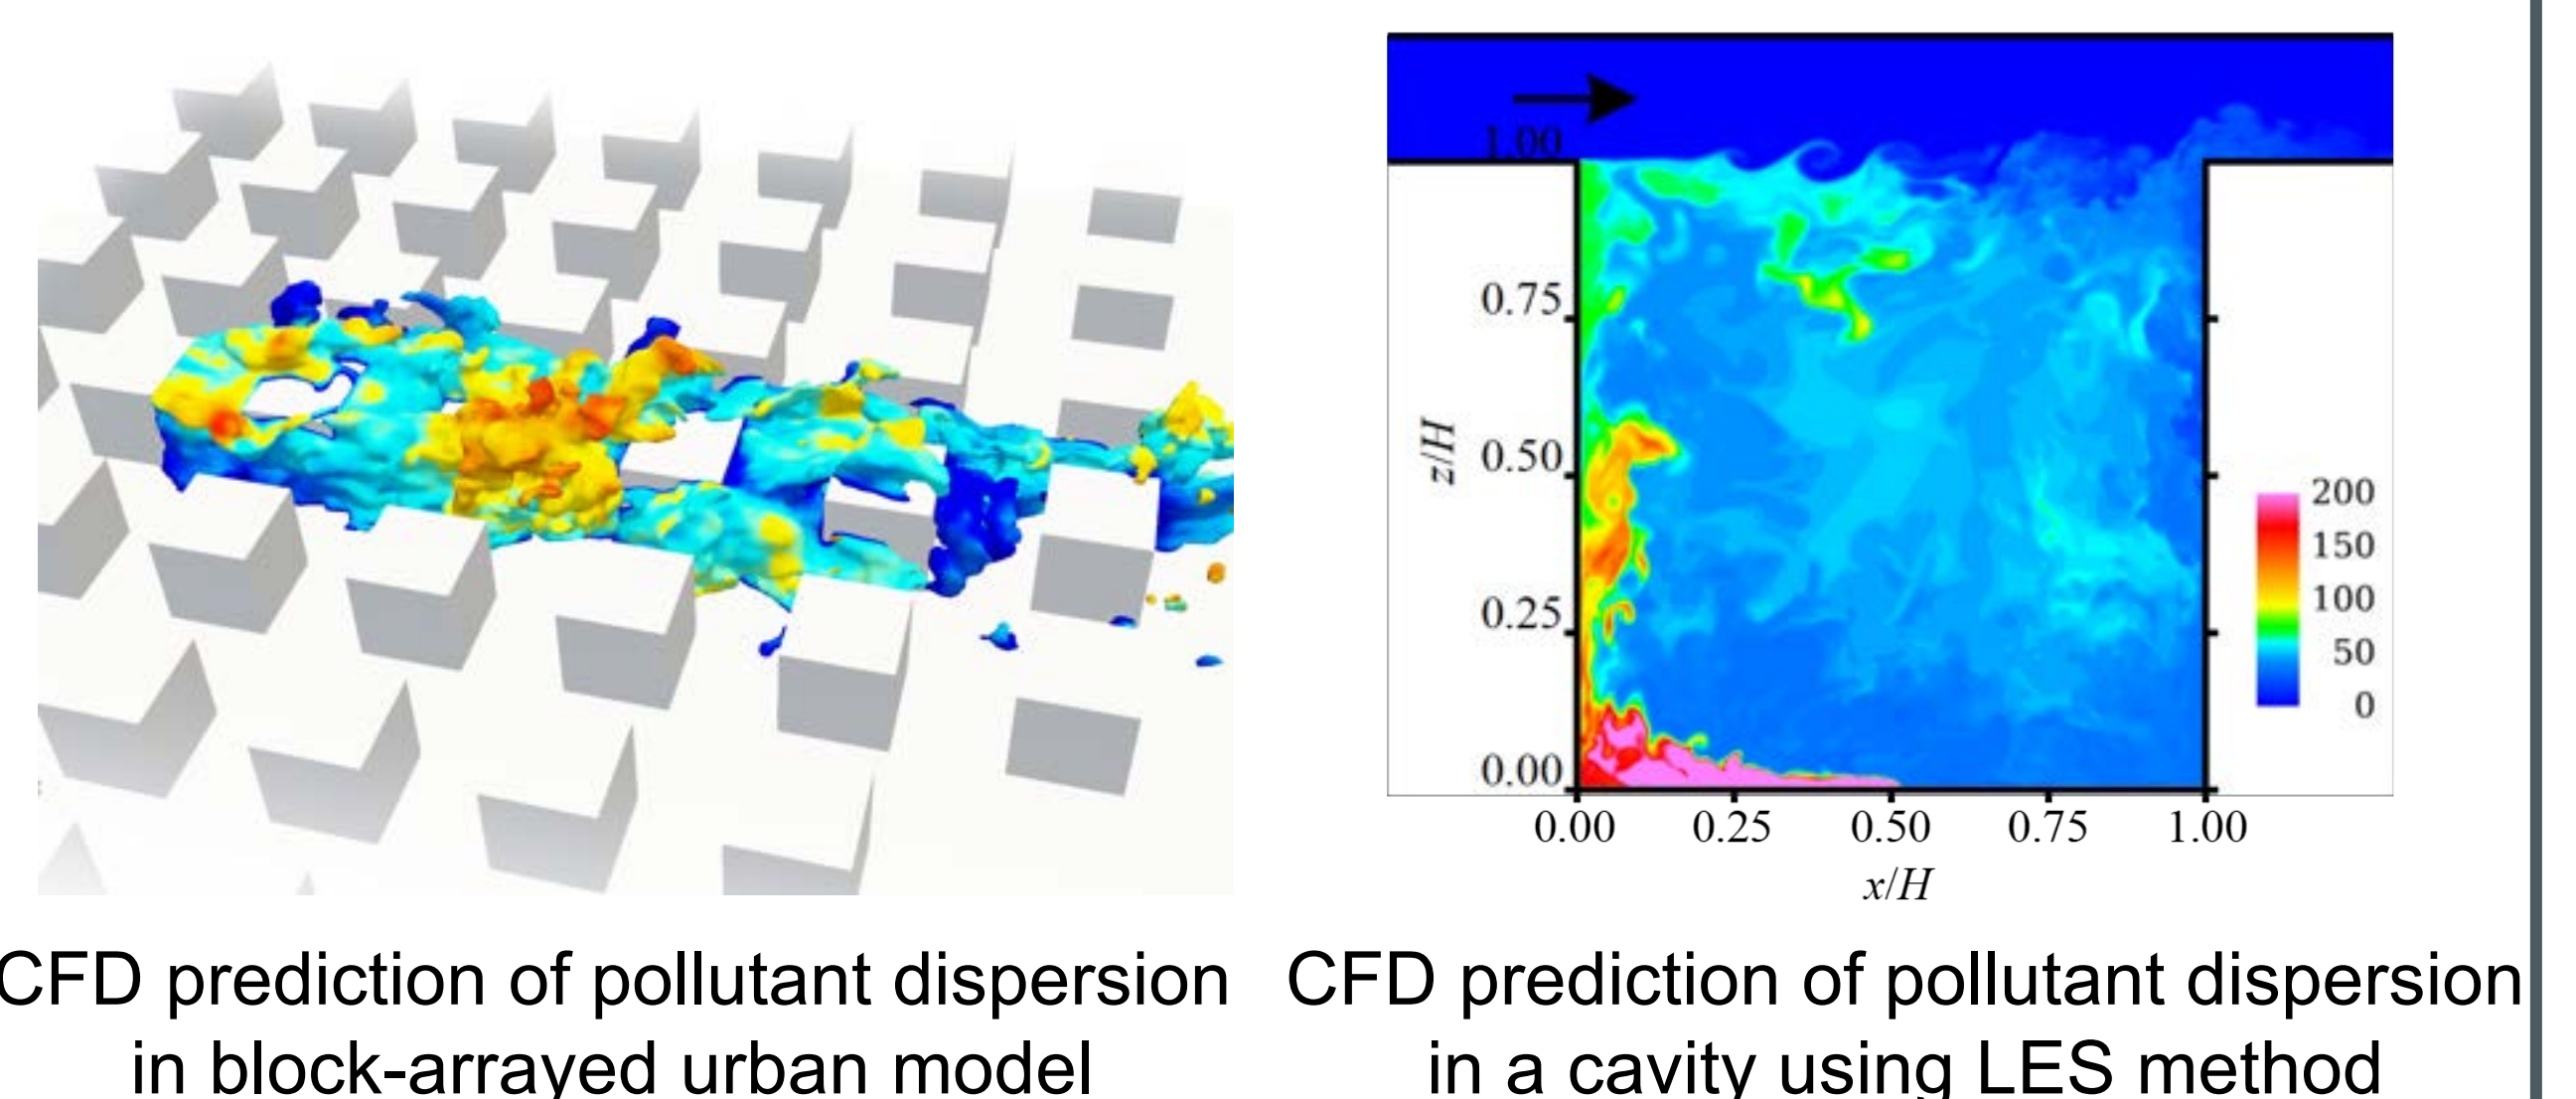 1.00
0.75
0.50
0.25
0.00
z/H
200
150
100
50
0
0.00 0.25 0.50 0.75 1.00
x/H
CFD prediction of pollutant dispersion
in block-arrayed urban model
CFD prediction of pollutant dispersion
in a cavity using LES method